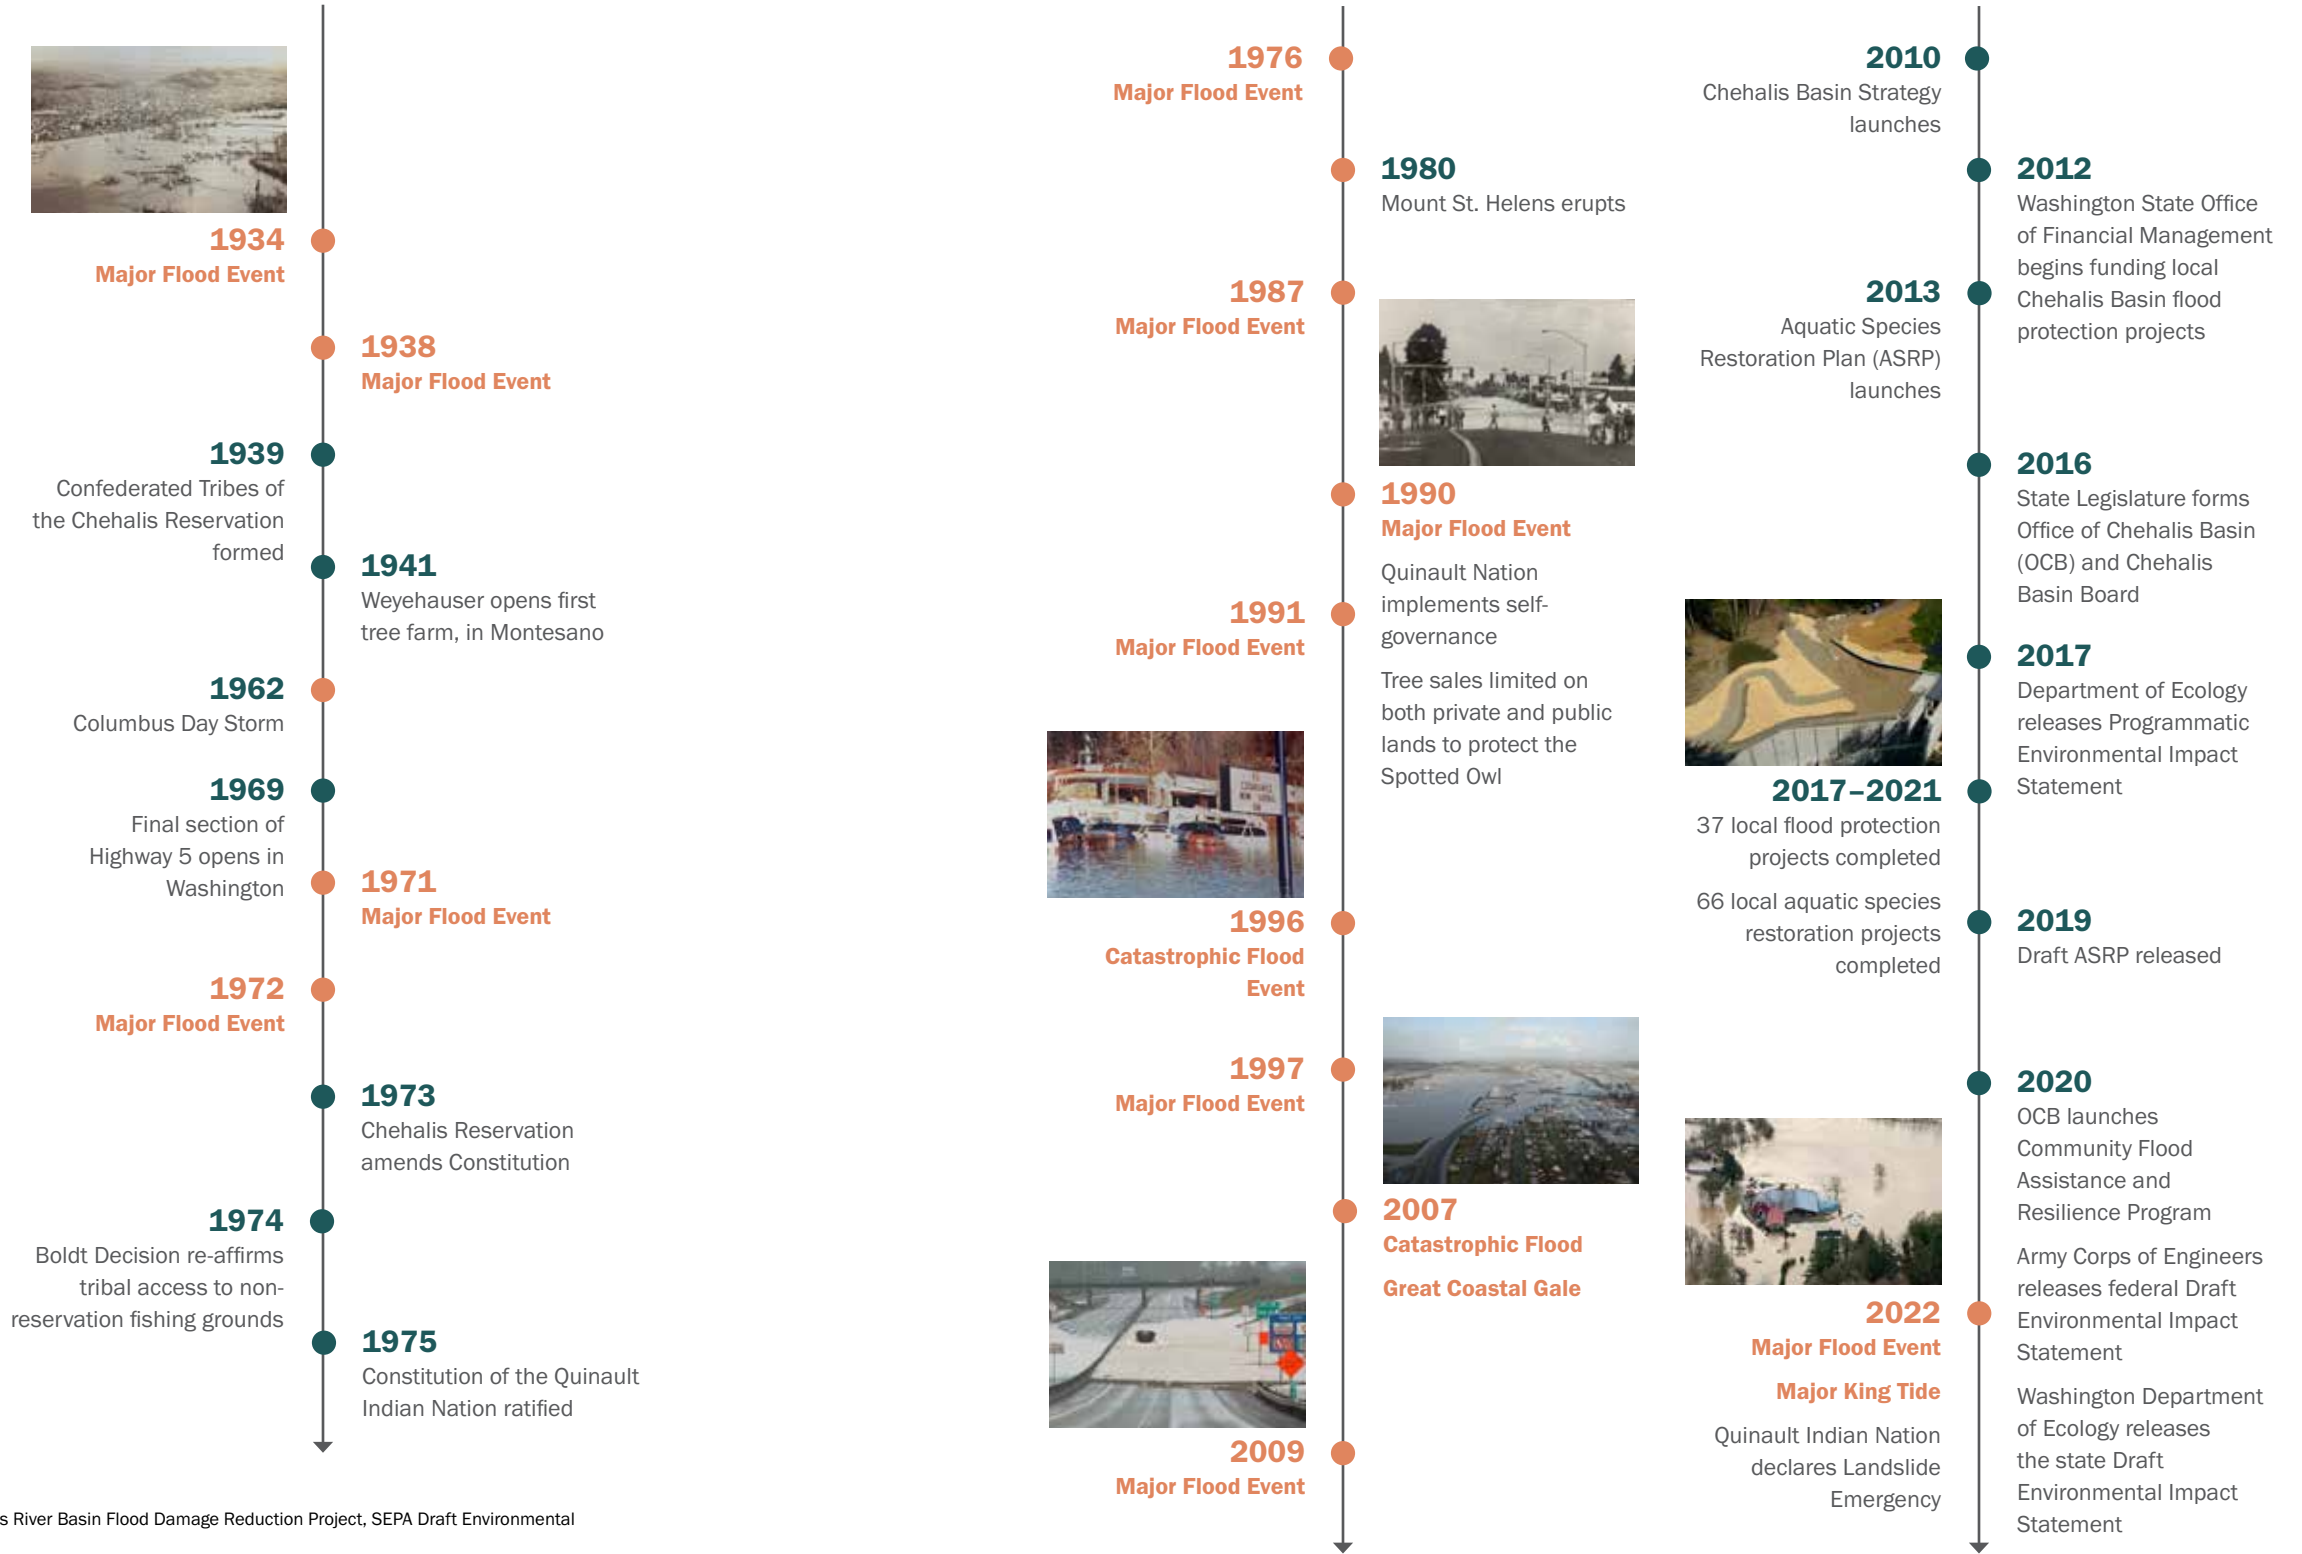 1934
Major Flood Event
1938
Major Flood Event
1939
Confederated Tribes of
the Chehalis Reservation
formed
1941
Weyehauser opens first
tree farm, in Montesano
1962
Columbus Day Storm
1969
Final section of
Highway 5 opens in
Washington
1971
Major Flood Event
1972
Major Flood Event
1973
Chehalis Reservation
amends Constitution
1974
Boldt Decision re-affirms
tribal access to non-
reservation fishing grounds
1975
Constitution of the Quinault
Indian Nation ratified
s River Basin Flood Damage Reduction Project, SEPA Draft Environmental
1976
Major Flood Event
1980
Mount St. Helens erupts
1987
Major Flood Event
1990
Major Flood Event
Quinault Nation
implements self-
governance
Tree sales limited on
both private and public
lands to protect the
Spotted Owl
1991
Major Flood Event
1996
Catastrophic Flood
Event
1997
Major Flood Event
2007
Catastrophic Flood
Great Coastal Gale
2009
Major Flood Event
2010
Chehalis Basin Strategy
launches
2012
Washington State Office
of Financial Management
begins funding local
Chehalis Basin flood
protection projects
2013
Aquatic Species
Restoration Plan (ASRP)
launches
2016
State Legislature forms
Office of Chehalis Basin
(OCB) and Chehalis
Basin Board
2017
Department of Ecology
releases Programmatic
Environmental Impact
Statement
2017–2021
37 local flood protection
projects completed
66 local aquatic species
restoration projects
completed
2019
Draft ASRP released
2020
OCB launches
Community Flood
Assistance and
Resilience Program
Army Corps of Engineers
releases federal Draft
Environmental Impact
Statement
Washington Department
of Ecology releases
the state Draft
Environmental Impact
Statement
2022
Major Flood Event
Major King Tide
Quinault Indian Nation
declares Landslide
Emergency